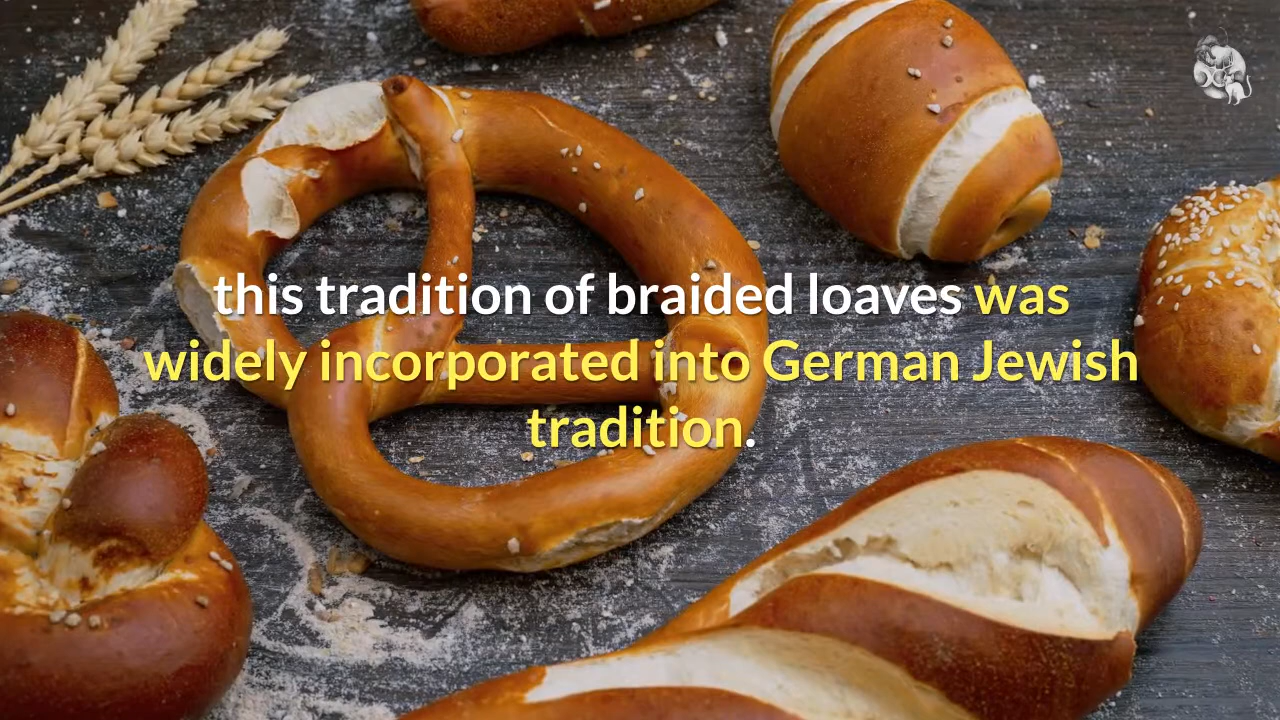 this tradition of braided loaves was
widely incorporated into German Jewish
tradition.